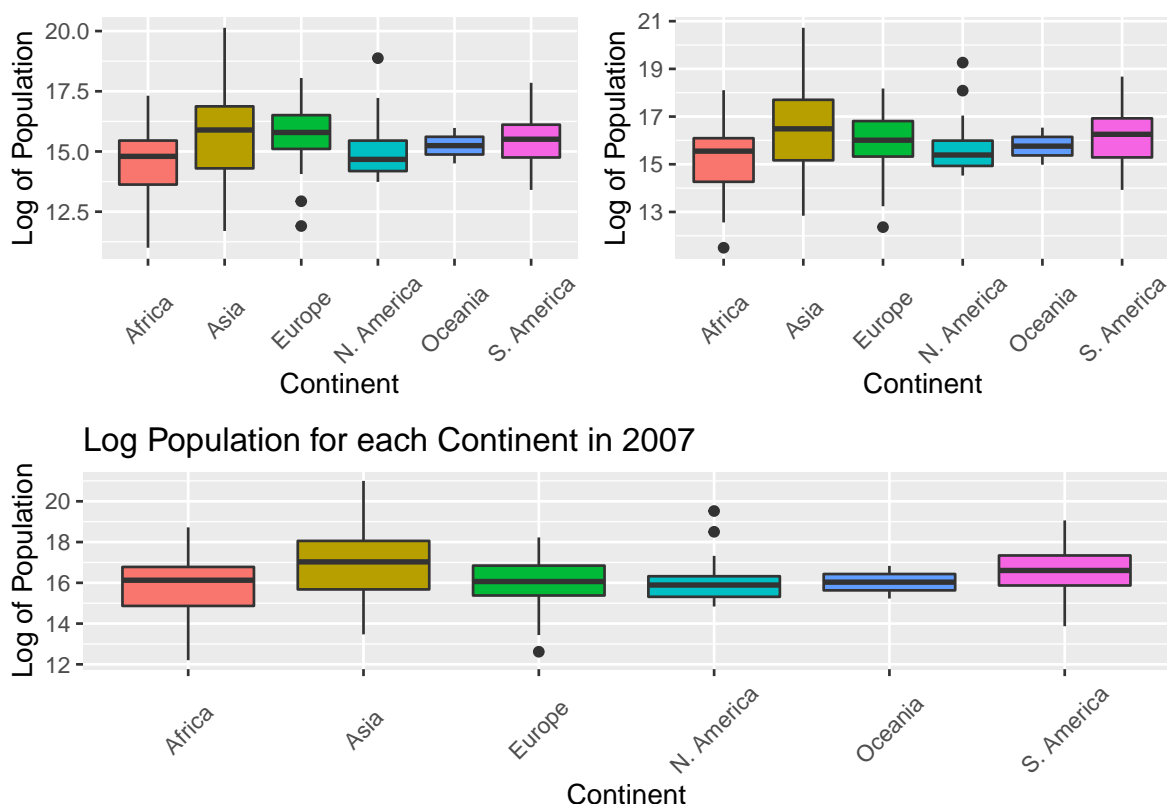 Log of Population
20.0
17.5
15.0
12.5
Africa
Asia
Europe
N. America
Oceania
S. America
Continent
Log of Population
21
19
17
15
13
Africa
Asia
Europe
N. America
Oceania
S. America
Continent
Log Population for each Continent in 2007
Log of Population
20
18
16
14
12
Africa
Asia
Europe
N. America
Oceania
S. America
Continent